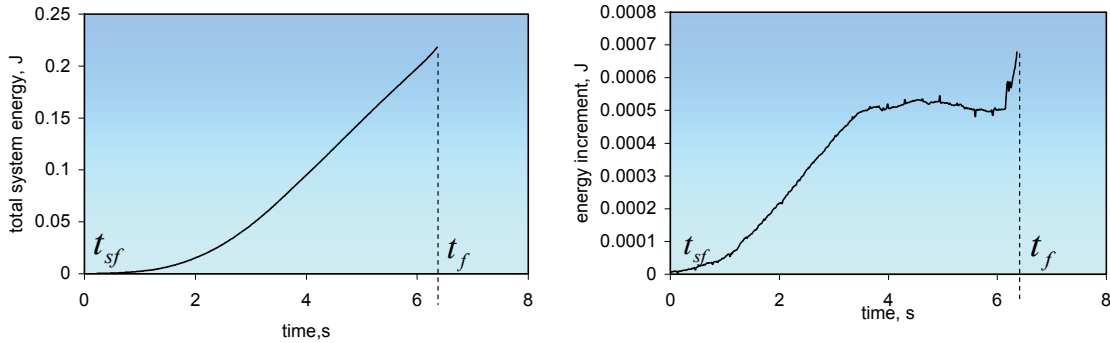 total system energy, J
0.25
0.2
0.15
0.1
0.05
0
t_sf
t_f
0 2 4 6 8
time,s
energy increment, J
0.0008
0.0007
0.0006
0.0005
0.0004
0.0003
0.0002
0.0001
0
t_sf
t_f
0 2 4 6 8
time, s